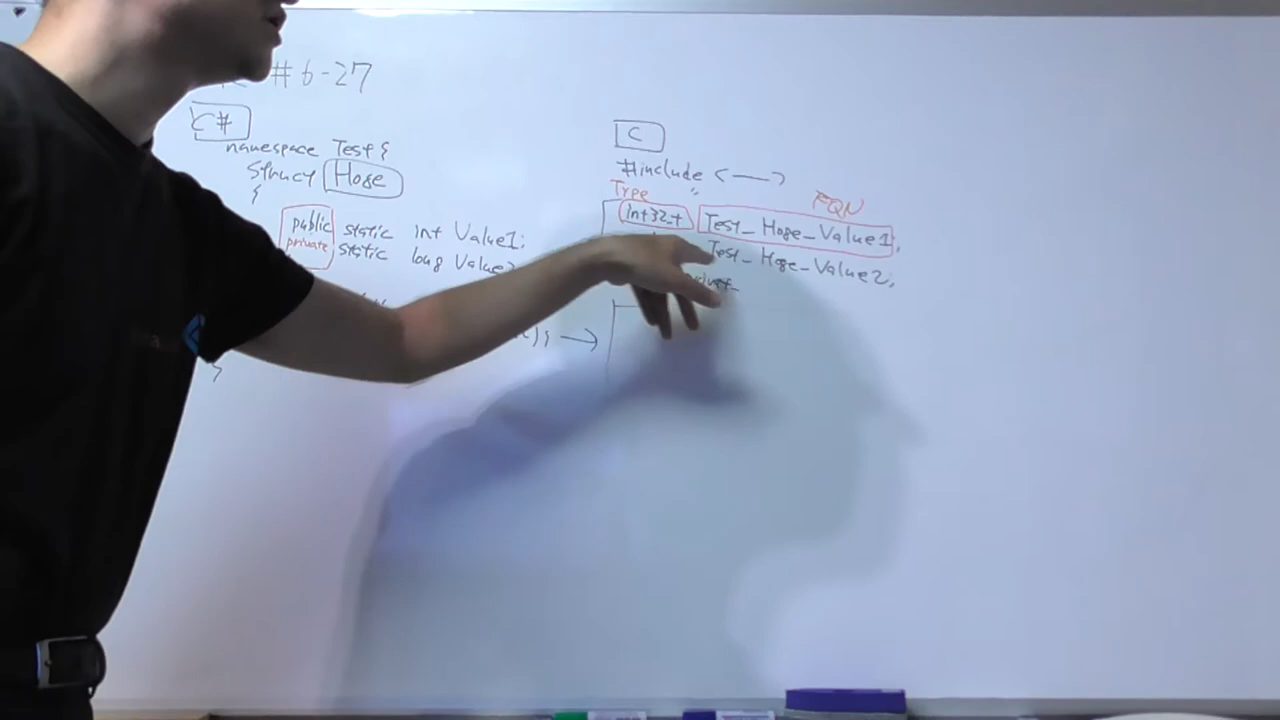 #6-27
C#
namespace Test {
struct Hoge
{
public static int Value1;
private static long Value
}
C
#include < — >
Type
FQN
int32_t Test_Hoge_Value1;
Test_Hoge_Value2;